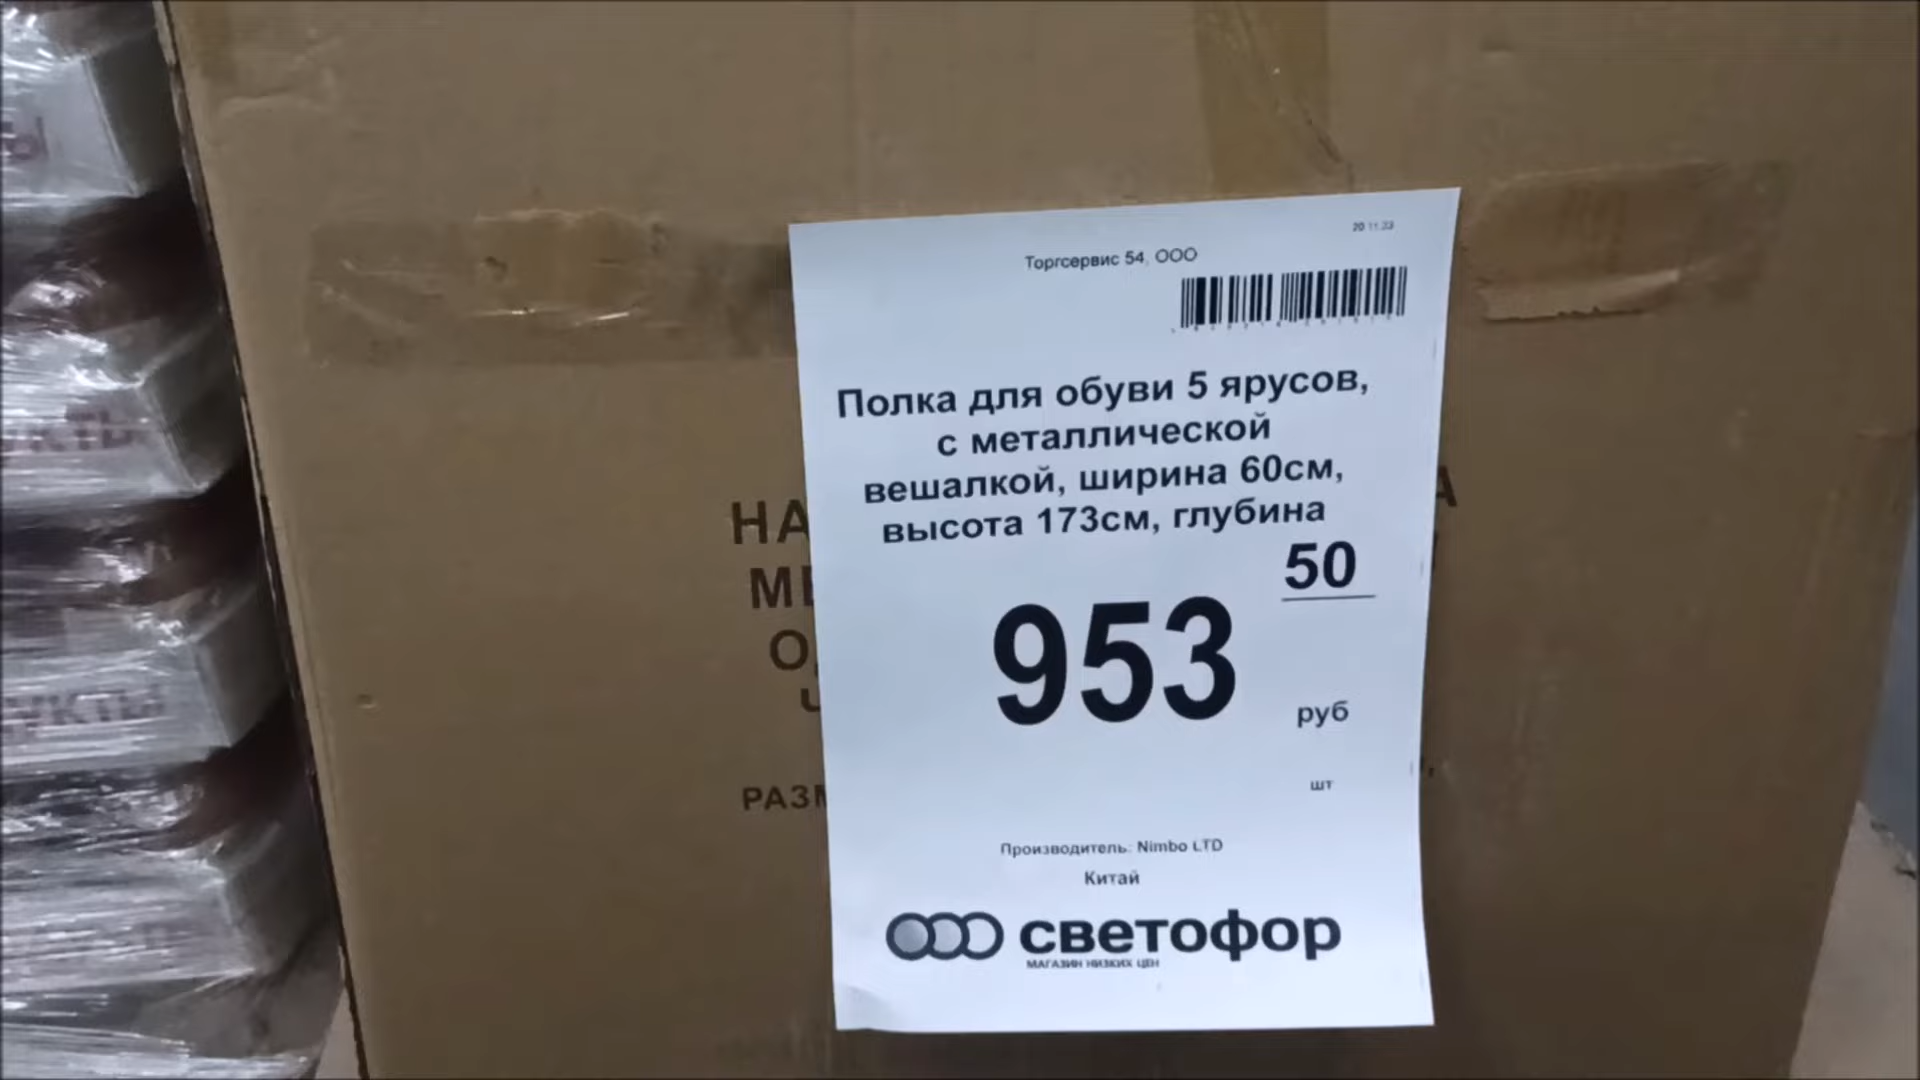 20.11.23
Торгсервис 54, ООО
Полка для обуви 5 ярусов,
с металлической
вешалкой, ширина 60см,
высота 173см, глубина
953 50
руб
шт
Производитель: Nimbo LTD
Китай
светофор
МАГАЗИН НИЗКИХ ЦЕН